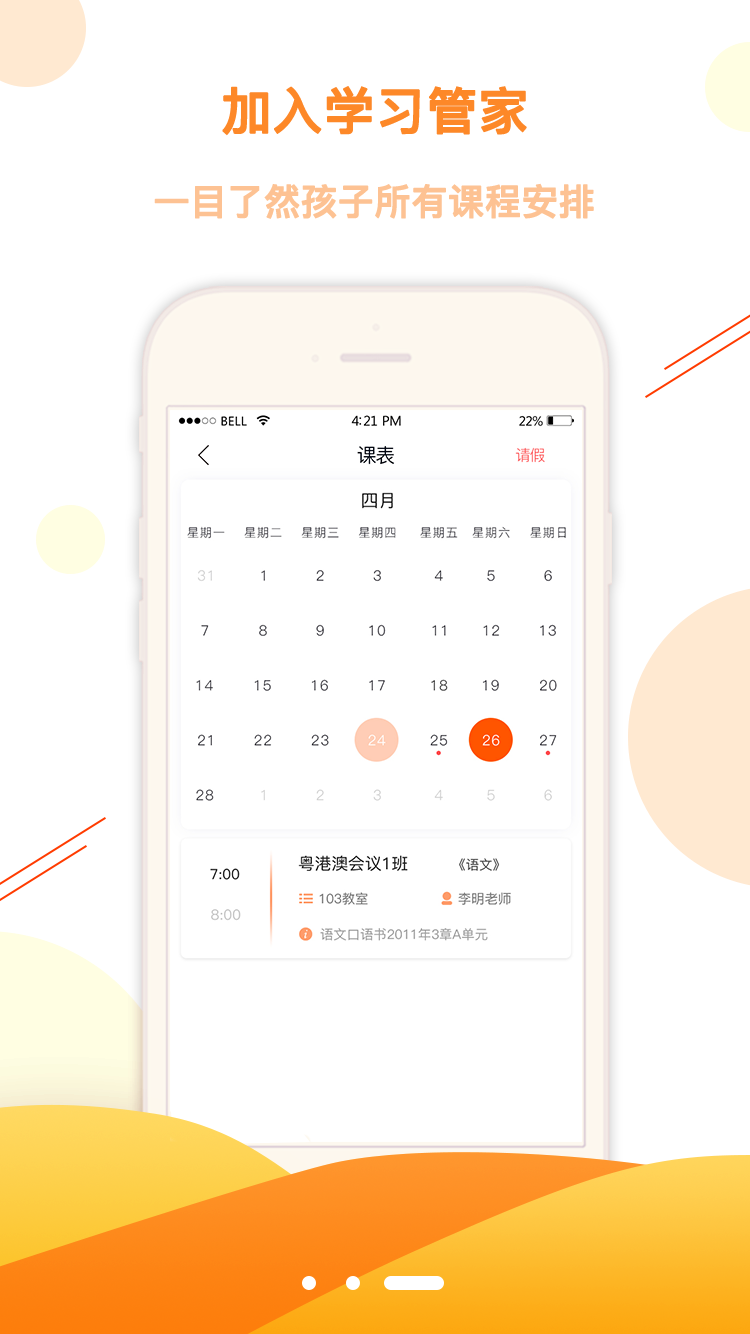 加入学习管家
一目了然孩子所有课程安排
BELL 4:21 PM 22%
课表 请假
四月
星期一 星期二 星期三 星期四 星期五 星期六 星期日
31 1 2 3 4 5 6
7 8 9 10 11 12 13
14 15 16 17 18 19 20
21 22 23 24 25 26 27
28 1 2 3 4 5 6
7:00 粤港澳会议1班 《语文》
8:00 103教室 李明老师
语文口语书2011年3章A单元